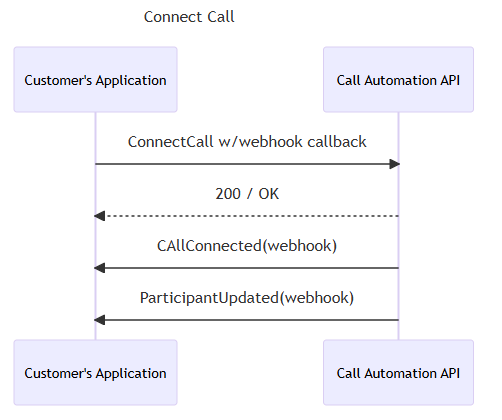 Connect Call
Customer's Application
Call Automation API
ConnectCall w/webhook callback
200 / OK
CAllConnected(webhook)
ParticipantUpdated(webhook)
Customer's Application
Call Automation API